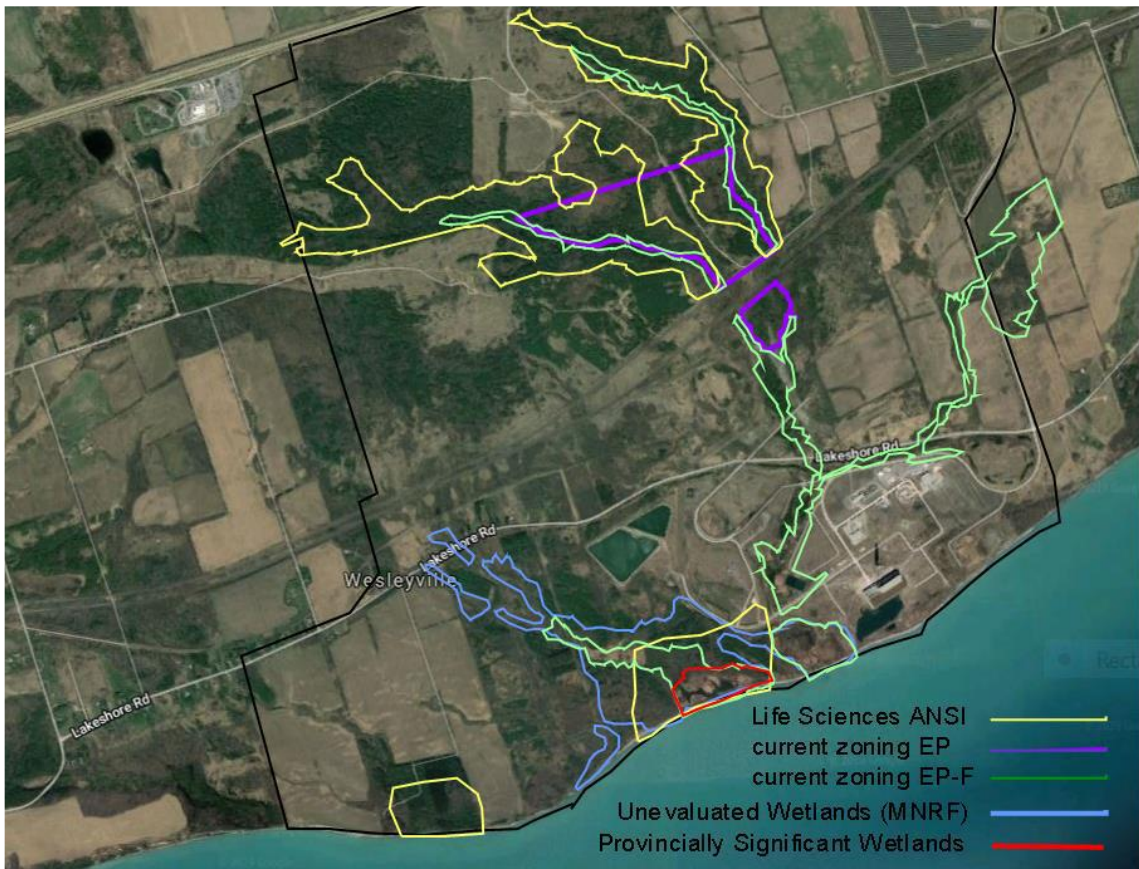 Lakeshore Rd
Lakeshore Rd
Wesleyville
Lakeshore Rd
Rect
Life Sciences ANSI
current zoning EP
current zoning EP-F
Unevaluated Wetlands (MNRF)
Provincially Significant Wetlands